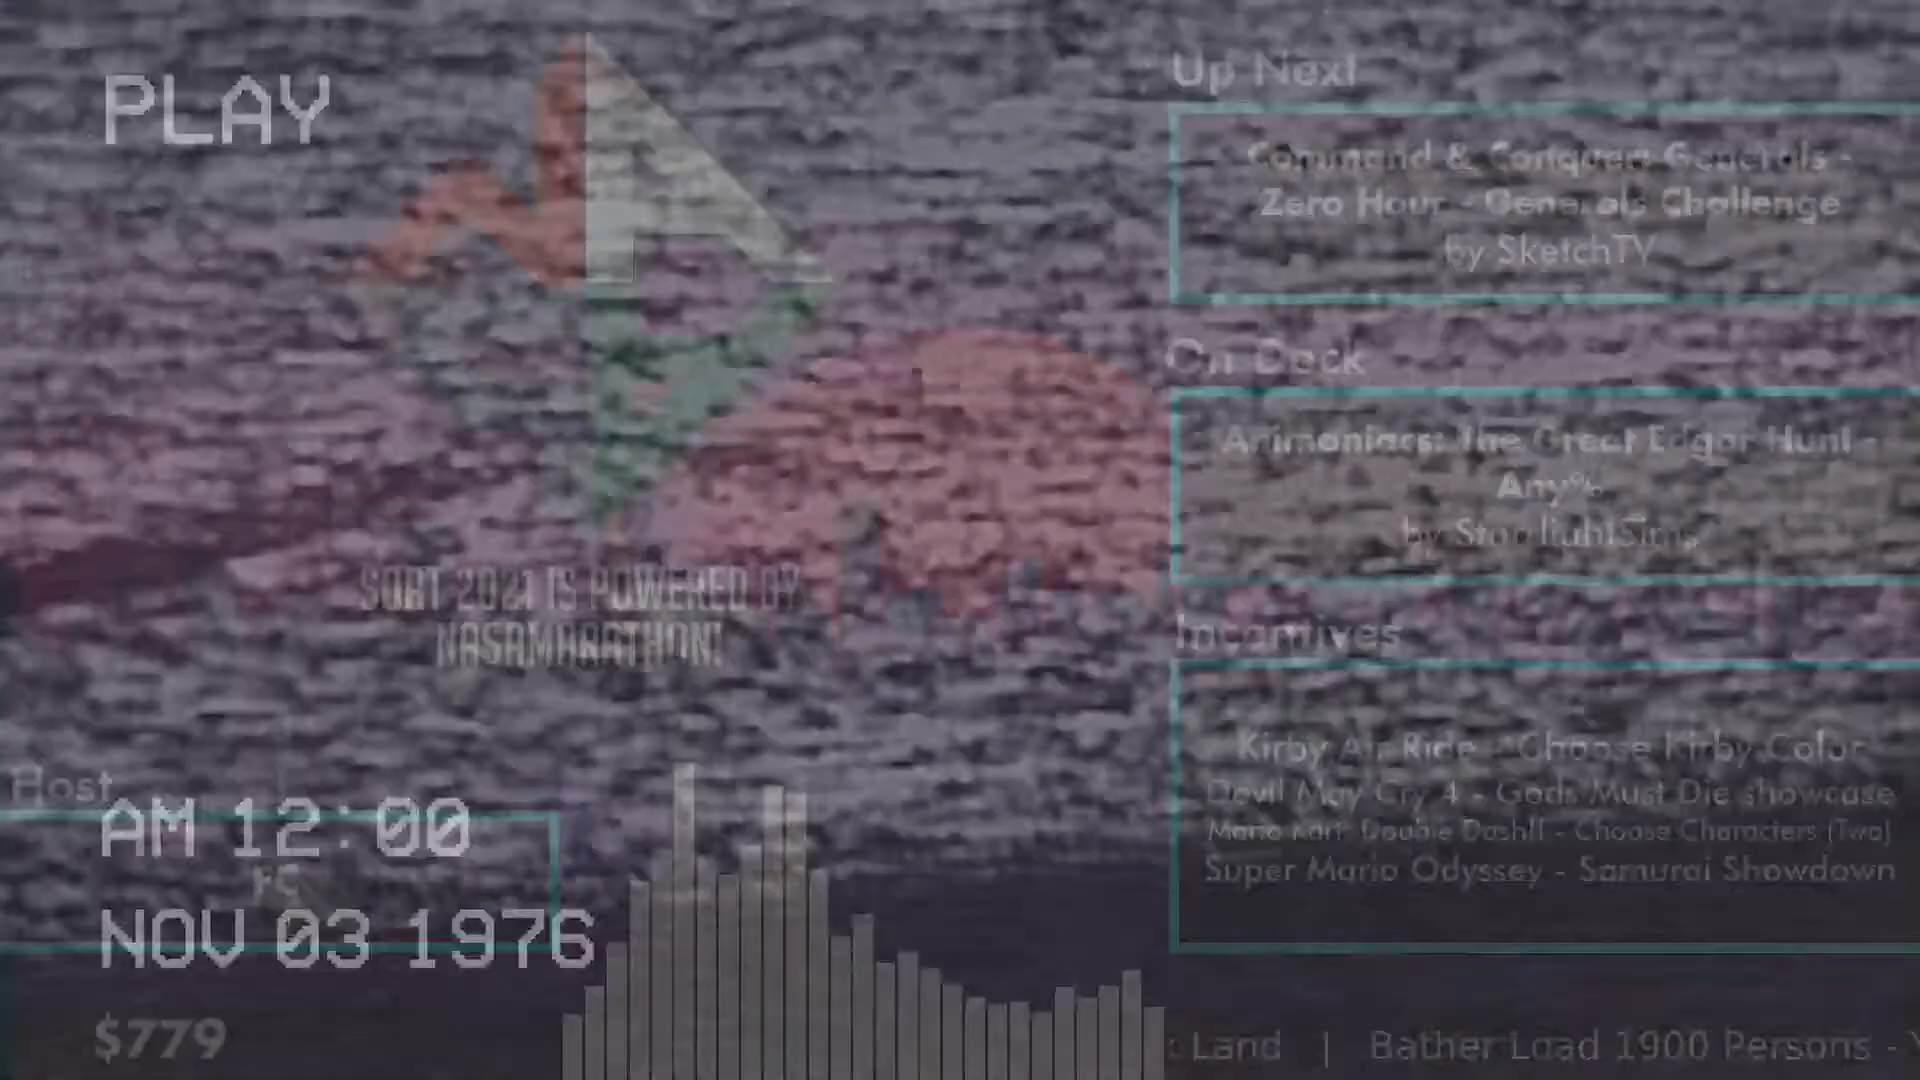 PLAY
Up Next
Command & Conquer: Generals -
Zero Hour - Generals Challenge
by SketchTV
On Deck
Animaniacs: The Great Edgar Hunt -
Any%
by StarlightSims
SQRT 2021 IS POWERED BY
NASAMARATHON!
Incentives
Kirby Air Ride - Choose Kirby Color
Devil May Cry 4 - Gods Must Die showcase
Mario Kart: Double Dash!! - Choose Characters (Two)
Super Mario Odyssey - Samurai Showdown
Host
AM 12:00
NOV 03 1976
$779
Land | Bather Load 1900 Persons -